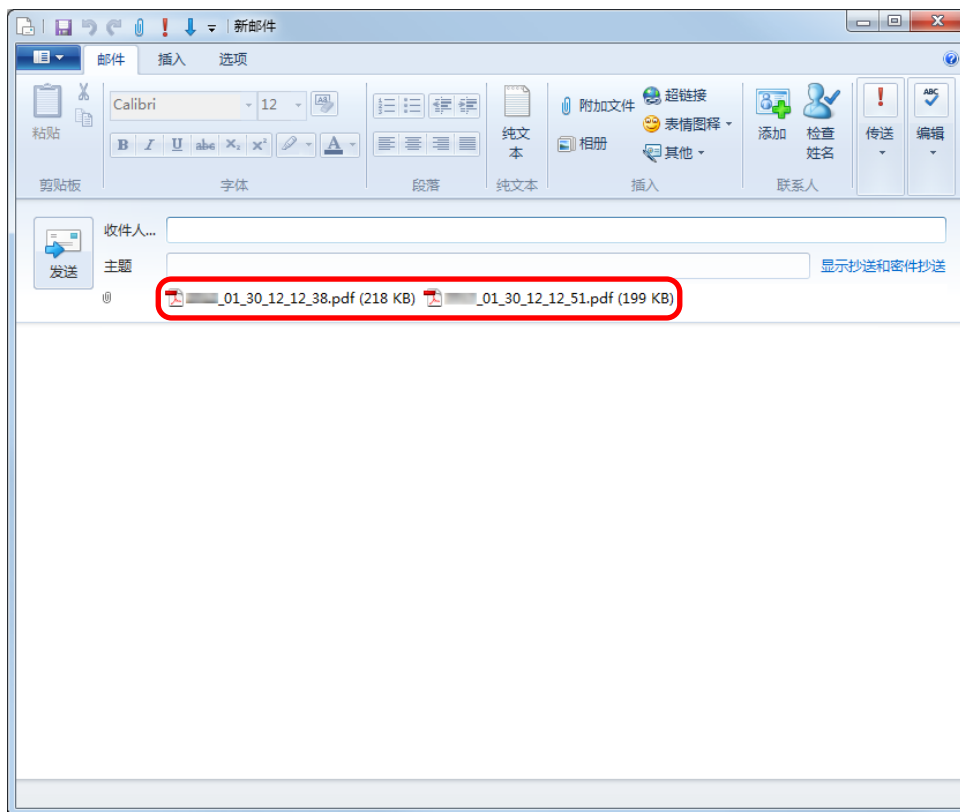 新邮件
邮件 插入 选项
粘贴
剪贴板
Calibri 12
B I U abc X₂ X² A
字体
段落
纯文
本
纯文本
附加文件
相册
超链接
表情图释
其他
插入
添加
检查
姓名
联系人
传送
ABC
编辑
发送
收件人...
主题
显示抄送和密件抄送
_01_30_12_12_38.pdf (218 KB) _01_30_12_12_51.pdf (199 KB)